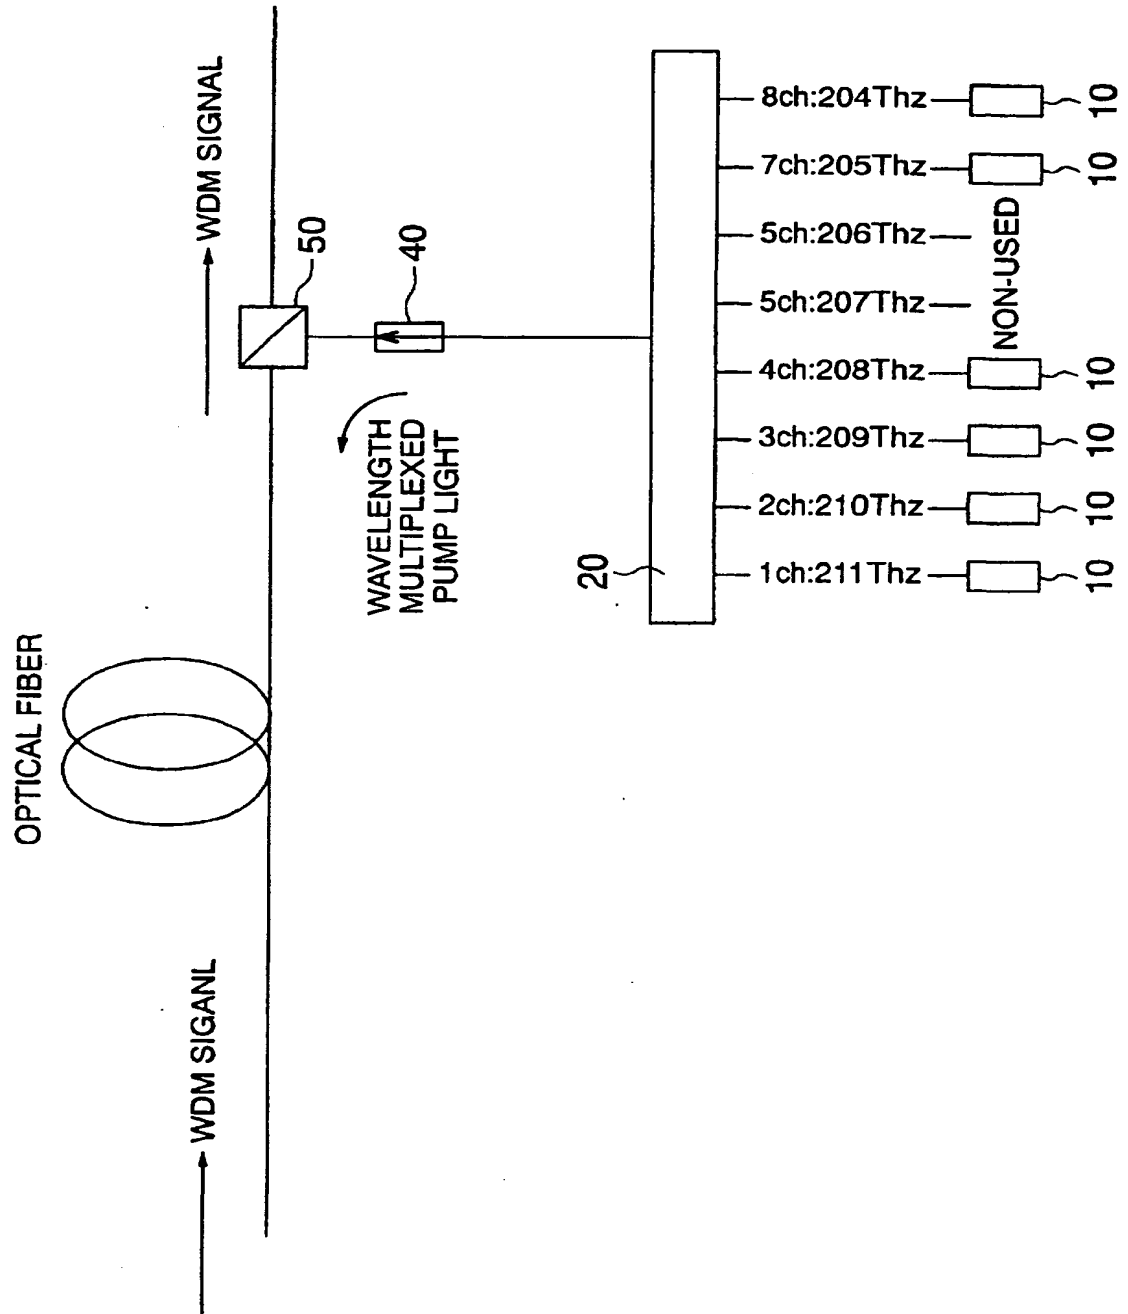 OPTICAL FIBER
WDM SIGANL
WDM SIGNAL
50
40
WAVELENGTH
MULTIPLEXED
PUMP LIGHT
20
1ch:211Thz
10
2ch:210Thz
10
3ch:209Thz
10
4ch:208Thz
10
5ch:207Thz
5ch:206Thz
NON-USED
7ch:205Thz
10
8ch:204Thz
10